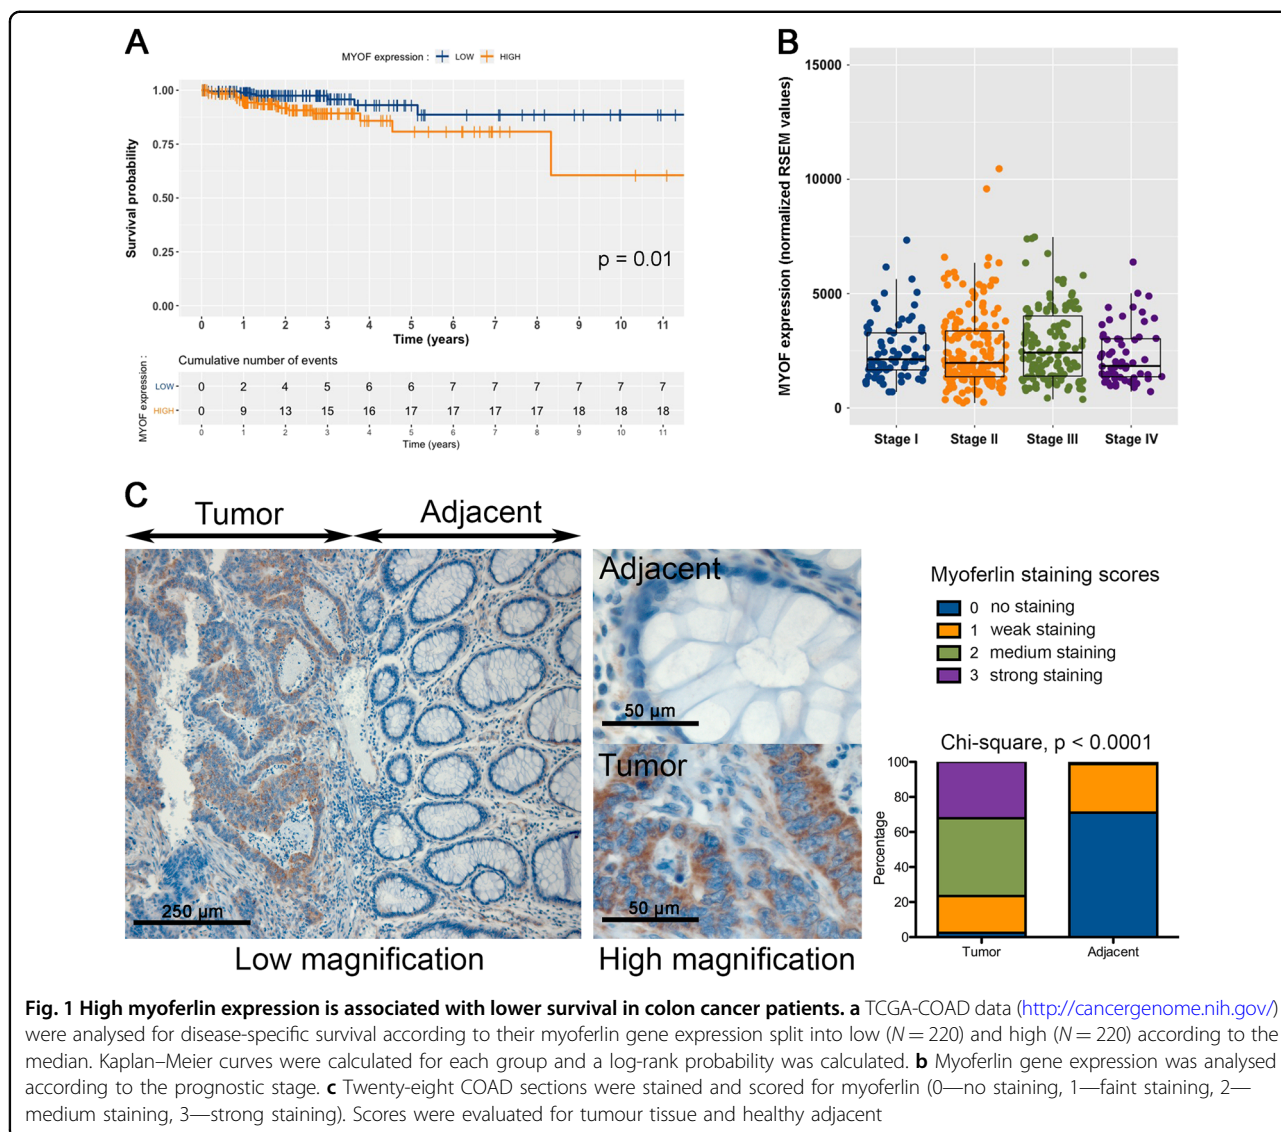 A
MYOF expression : LOW HIGH
Survival probability
1.00
0.75
0.50
0.25
0.00
p = 0.01
0 1 2 3 4 5 6 7 8 9 10 11
Time (years)
MYOF expression :
Cumulative number of events
LOW 0 2 4 5 6 6 7 7 7 7 7 7
HIGH 0 9 13 15 16 17 17 17 17 18 18 18
0 1 2 3 4 5 6 7 8 9 10 11
Time (years)
B
MYOF expression (normalized RSEM values)
15000
10000
5000
0
Stage I Stage II Stage III Stage IV
C
Tumor Adjacent
250 µm
Low magnification
Adjacent
50 µm
Tumor
50 µm
High magnification
Myoferlin staining scores
0 no staining
1 weak staining
2 medium staining
3 strong staining
Chi-square, p < 0.0001
Percentage
100
80
60
40
20
0
Tumor Adjacent
Fig. 1 High myoferlin expression is associated with lower survival in colon cancer patients. a TCGA-COAD data (http://cancergenome.nih.gov/)
were analysed for disease-specific survival according to their myoferlin gene expression split into low (N = 220) and high (N = 220) according to the
median. Kaplan–Meier curves were calculated for each group and a log-rank probability was calculated. b Myoferlin gene expression was analysed
according to the prognostic stage. c Twenty-eight COAD sections were stained and scored for myoferlin (0—no staining, 1—faint staining, 2—
medium staining, 3—strong staining). Scores were evaluated for tumour tissue and healthy adjacent